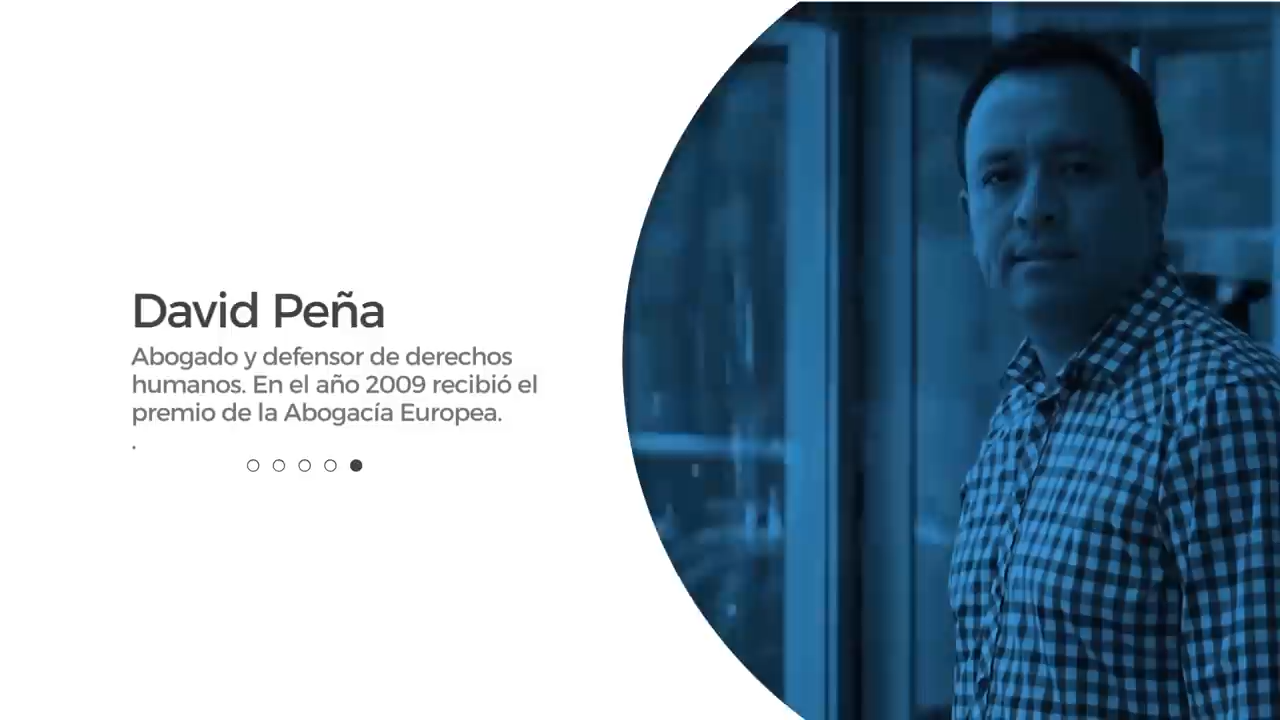 David Peña
Abogado y defensor de derechos
humanos. En el año 2009 recibió el
premio de la Abogacía Europea.
.